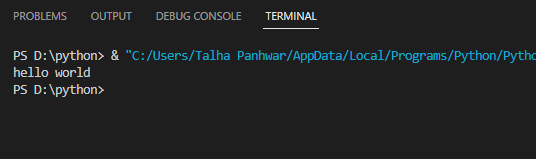 PROBLEMS OUTPUT DEBUG CONSOLE TERMINAL
PS D:\python> & "C:/Users/Talha Panhwar/AppData/Local/Programs/Python/Pytho
hello world
PS D:\python>